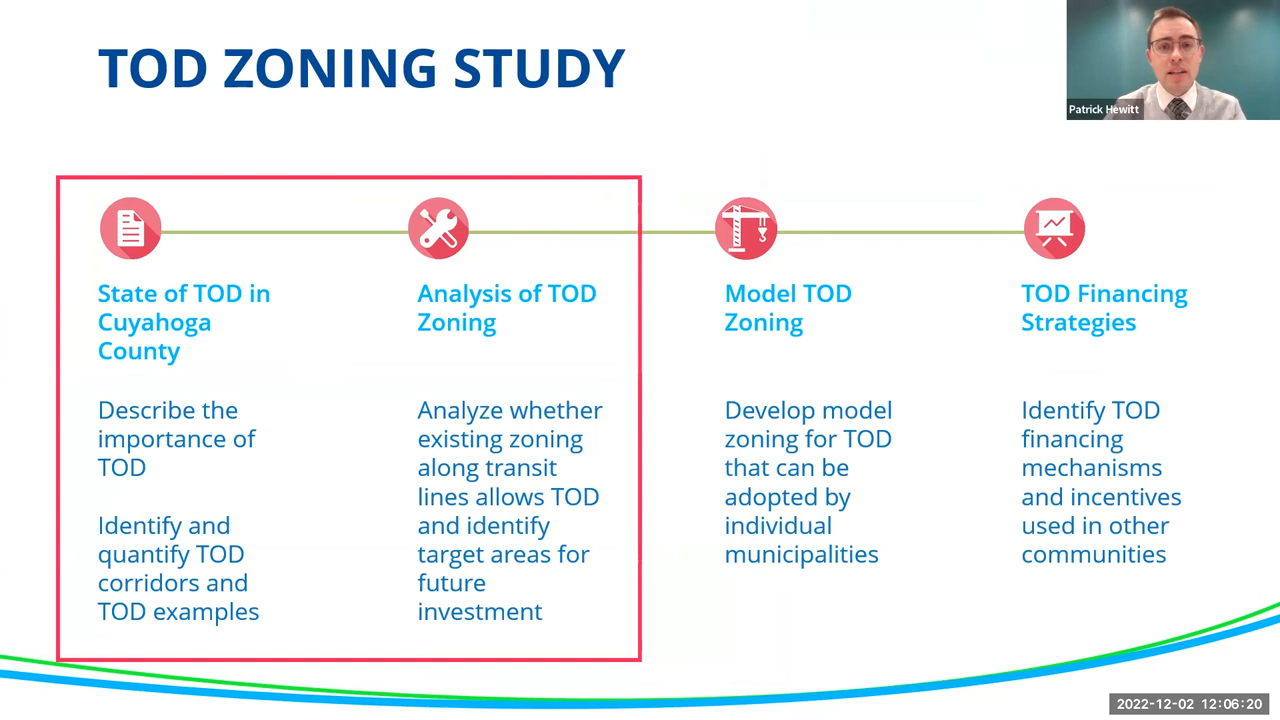 TOD ZONING STUDY
Patrick Hewitt
State of TOD in
Cuyahoga
County
Describe the
importance of
TOD
Identify and
quantify TOD
corridors and
TOD examples
Analysis of TOD
Zoning
Analyze whether
existing zoning
along transit
lines allows TOD
and identify
target areas for
future
investment
Model TOD
Zoning
Develop model
zoning for TOD
that can be
adopted by
individual
municipalities
TOD Financing
Strategies
Identify TOD
financing
mechanisms
and incentives
used in other
communities
2022-12-02 12:06:20